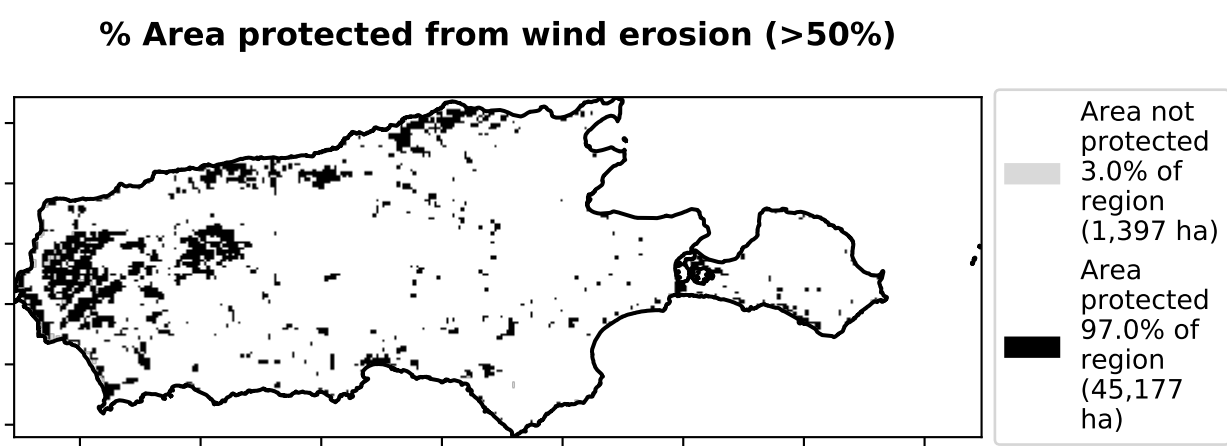 % Area protected from wind erosion (>50%)
Area not
protected
3.0% of
region
(1,397 ha)
Area
protected
97.0% of
region
(45,177
ha)